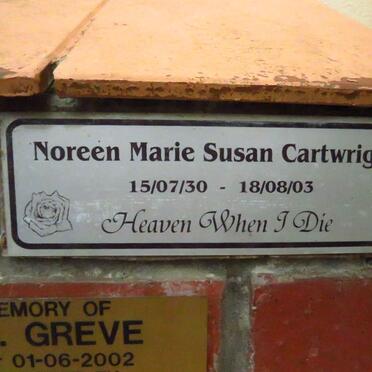 Noreen Marie Susan Cartwrig
15/07/30 - 18/08/03
Heaven When I Die
EMORY OF
. GREVE
01-06-2002